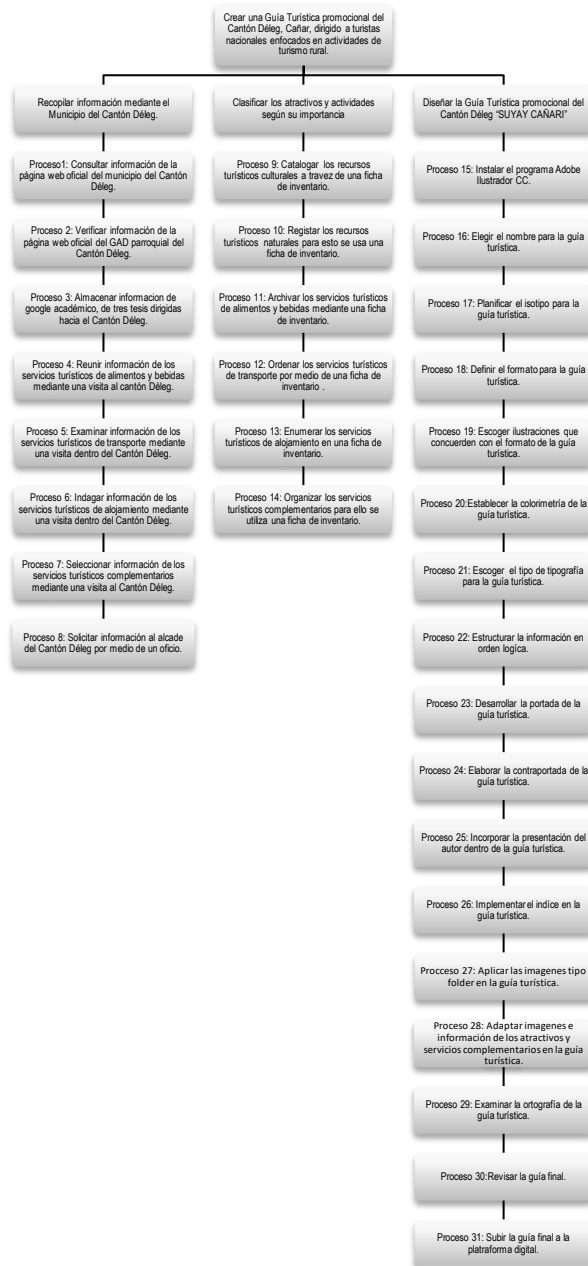 Crear una Guía Turística promocional del
Cantón Déleg, Cañar, dirigido a turistas
nacionales enfocados en actividades de
turismo rural.
Recopilar información mediante el
Municipio del Cantón Déleg.
Proceso1: Consultar información de la
página web oficial del municipio del Cantón
Déleg.
Proceso 2: Verificar información de la
página web oficial del GAD parroquial del
Cantón Déleg.
Proceso 3: Almacenar informacion de
google académico, de tres tesis dirigidas
hacia el Cantón Déleg.
Proceso 4: Reunir información de los
servicios turísticos de alimentos y bebidas
mediante una visita al cantón Déleg.
Proceso 5: Examinar información de los
servicios turísticos de transporte mediante
una visita dentro del Cantón Déleg.
Proceso 6: Indagar información de los
servicios turísticos de alojamiento mediante
una visita dentro del Cantón Déleg.
Proceso 7: Seleccionar información de los
servicios turísticos complementarios
mediante una visita al Cantón Déleg.
Proceso 8: Solicitar información al alcade
del Cantón Déleg por medio de un oficio.
Clasificar los atractivos y actividades
según su importancia
Proceso 9: Catalogar los recursos
turísticos culturales a travez de una ficha
de inventario.
Proceso 10: Registar los recursos
turísticos naturales para esto se usa una
ficha de inventario.
Proceso 11: Archivar los servicios turísticos
de alimentos y bebidas mediante una ficha
de inventario.
Proceso 12: Ordenar los servicios turísticos
de transporte por medio de una ficha de
inventario .
Proceso 13: Enumerar los servicios
turísticos de alojamiento en una ficha de
inventario.
Proceso 14: Organizar los servicios
turísticos complementarios para ello se
utiliza una ficha de inventario.
Diseñar la Guía Turística promocional del
Cantón Déleg "SUYAY CAÑARI"
Proceso 15: Instalar el programa Adobe
Ilustrador CC.
Proceso 16: Elegir el nombre para la guía
turística.
Proceso 17: Planificar el isotipo para la
guía turística.
Proceso 18: Definir el formato para la guía
turística.
Proceso 19: Escoger ilustraciones que
concuerden con el formato de la guía
turística.
Proceso 20:Establecer la colorimetría de la
guía turística.
Proceso 21: Escoger el tipo de tipografía
para la guía turística.
Proceso 22: Estructurar la información en
orden logíca.
Proceso 23: Desarrollar la portada de la
guía turística.
Proceso 24: Elaborar la contraportada de la
guía turística.
Proceso 25: Incorporar la presentación del
autor dentro de la guía turística.
Proceso 26: Implementar el indíce en la
guía turística.
Procceso 27: Aplicar las imagenes tipo
folder en la guía turística.
Proceso 28: Adaptar imagenes e
información de los atractivos y
servicios complementarios en la guía
turística.
Proceso 29: Examinar la ortografía de la
guía turística.
Proceso 30:Revisar la guía final.
Proceso 31: Subir la guía final a la
platraforma digital.